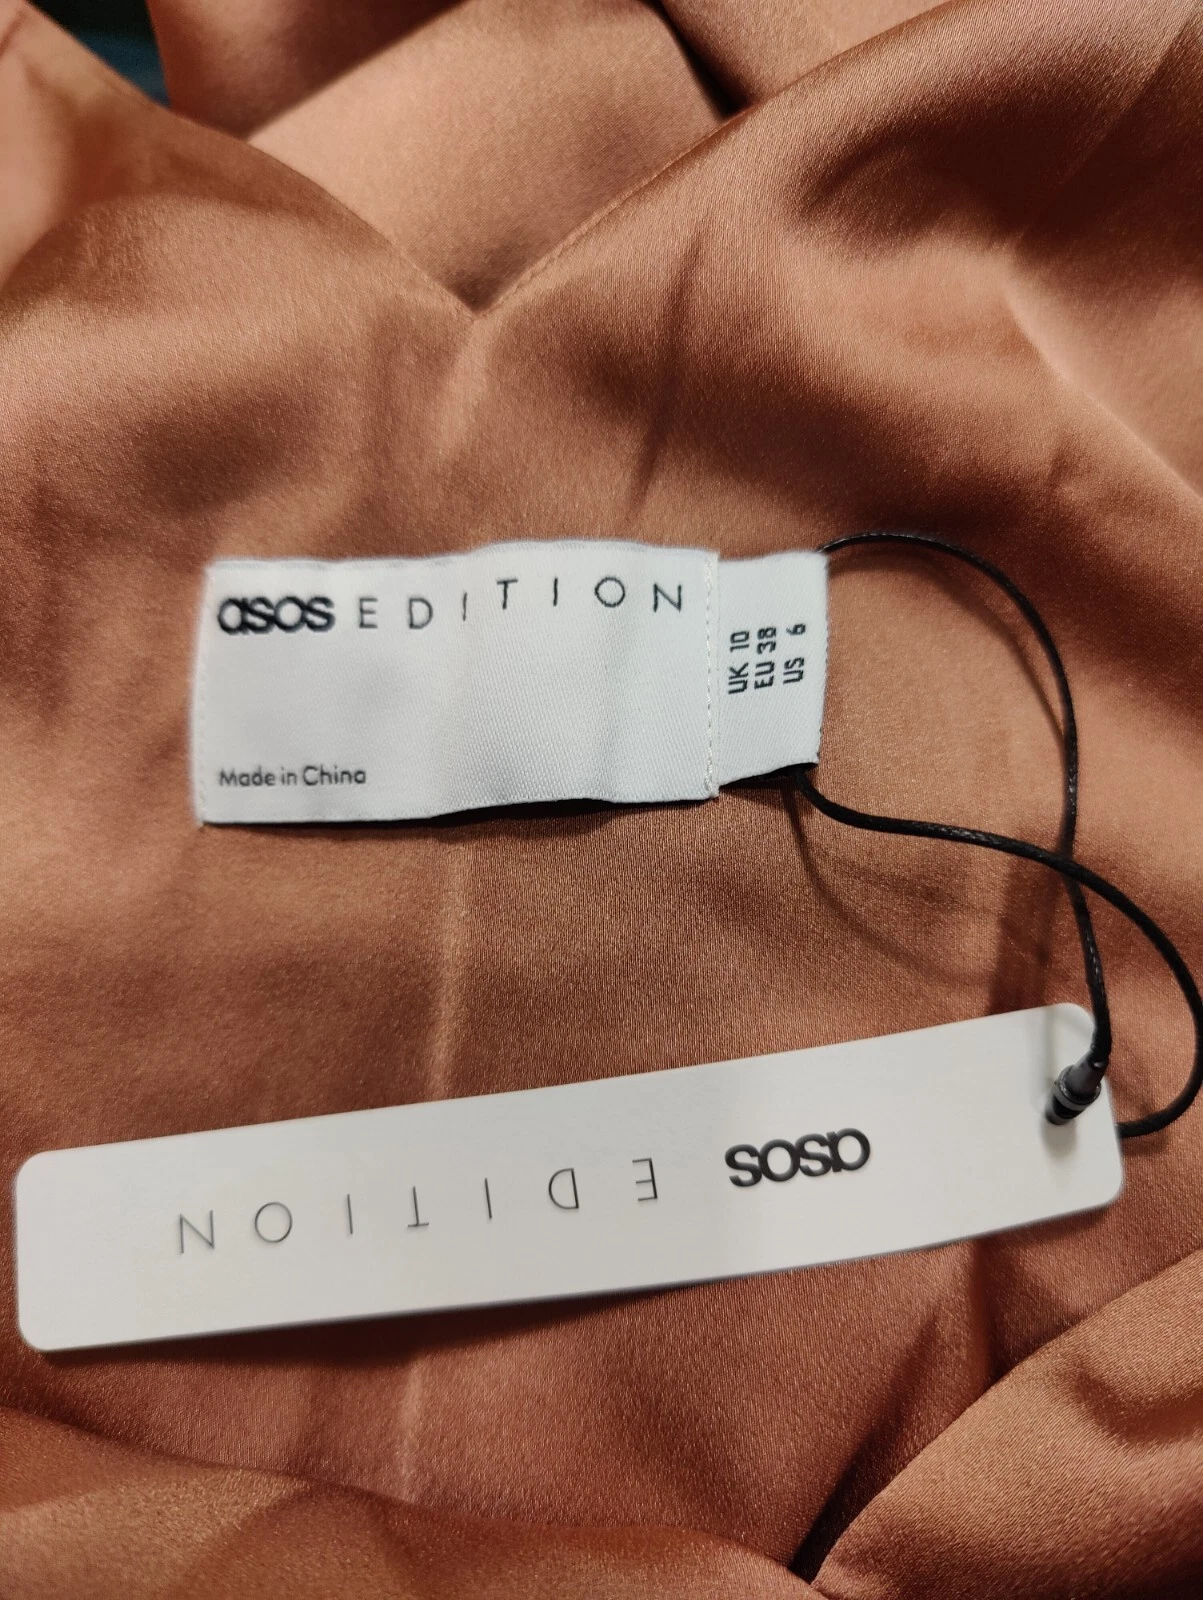 asos EDITION
Made in China
UK 10
EU 38
US 6
asos EDITION